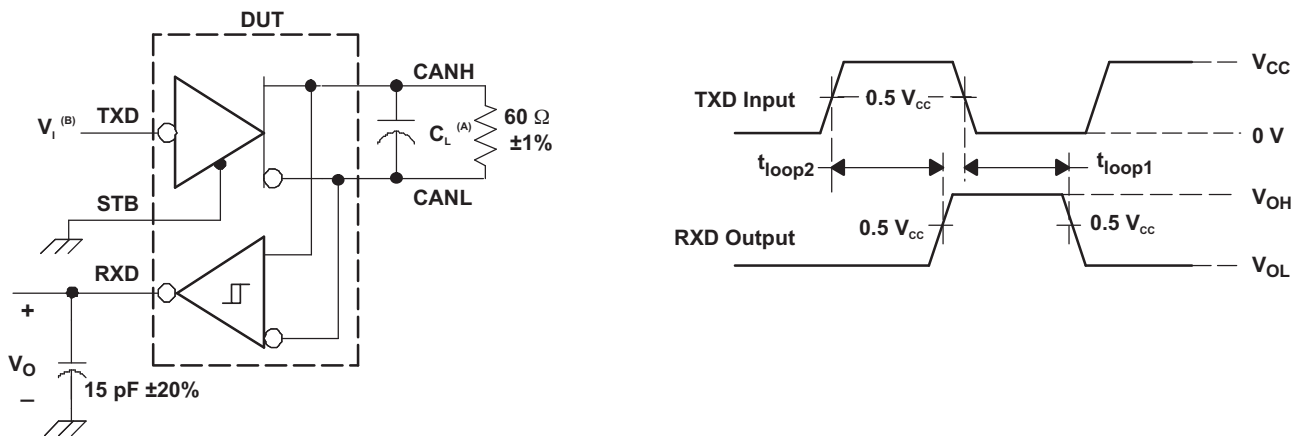 DUT
CANH
TXD
V_I (B)
C_L (A)
60 Ω
±1%
CANL
STB
RXD
+
V_O
–
15 pF ±20%
V_CC
TXD Input
0.5 V_CC
0 V
t_loop2
t_loop1
V_OH
RXD Output
0.5 V_CC
0.5 V_CC
V_OL